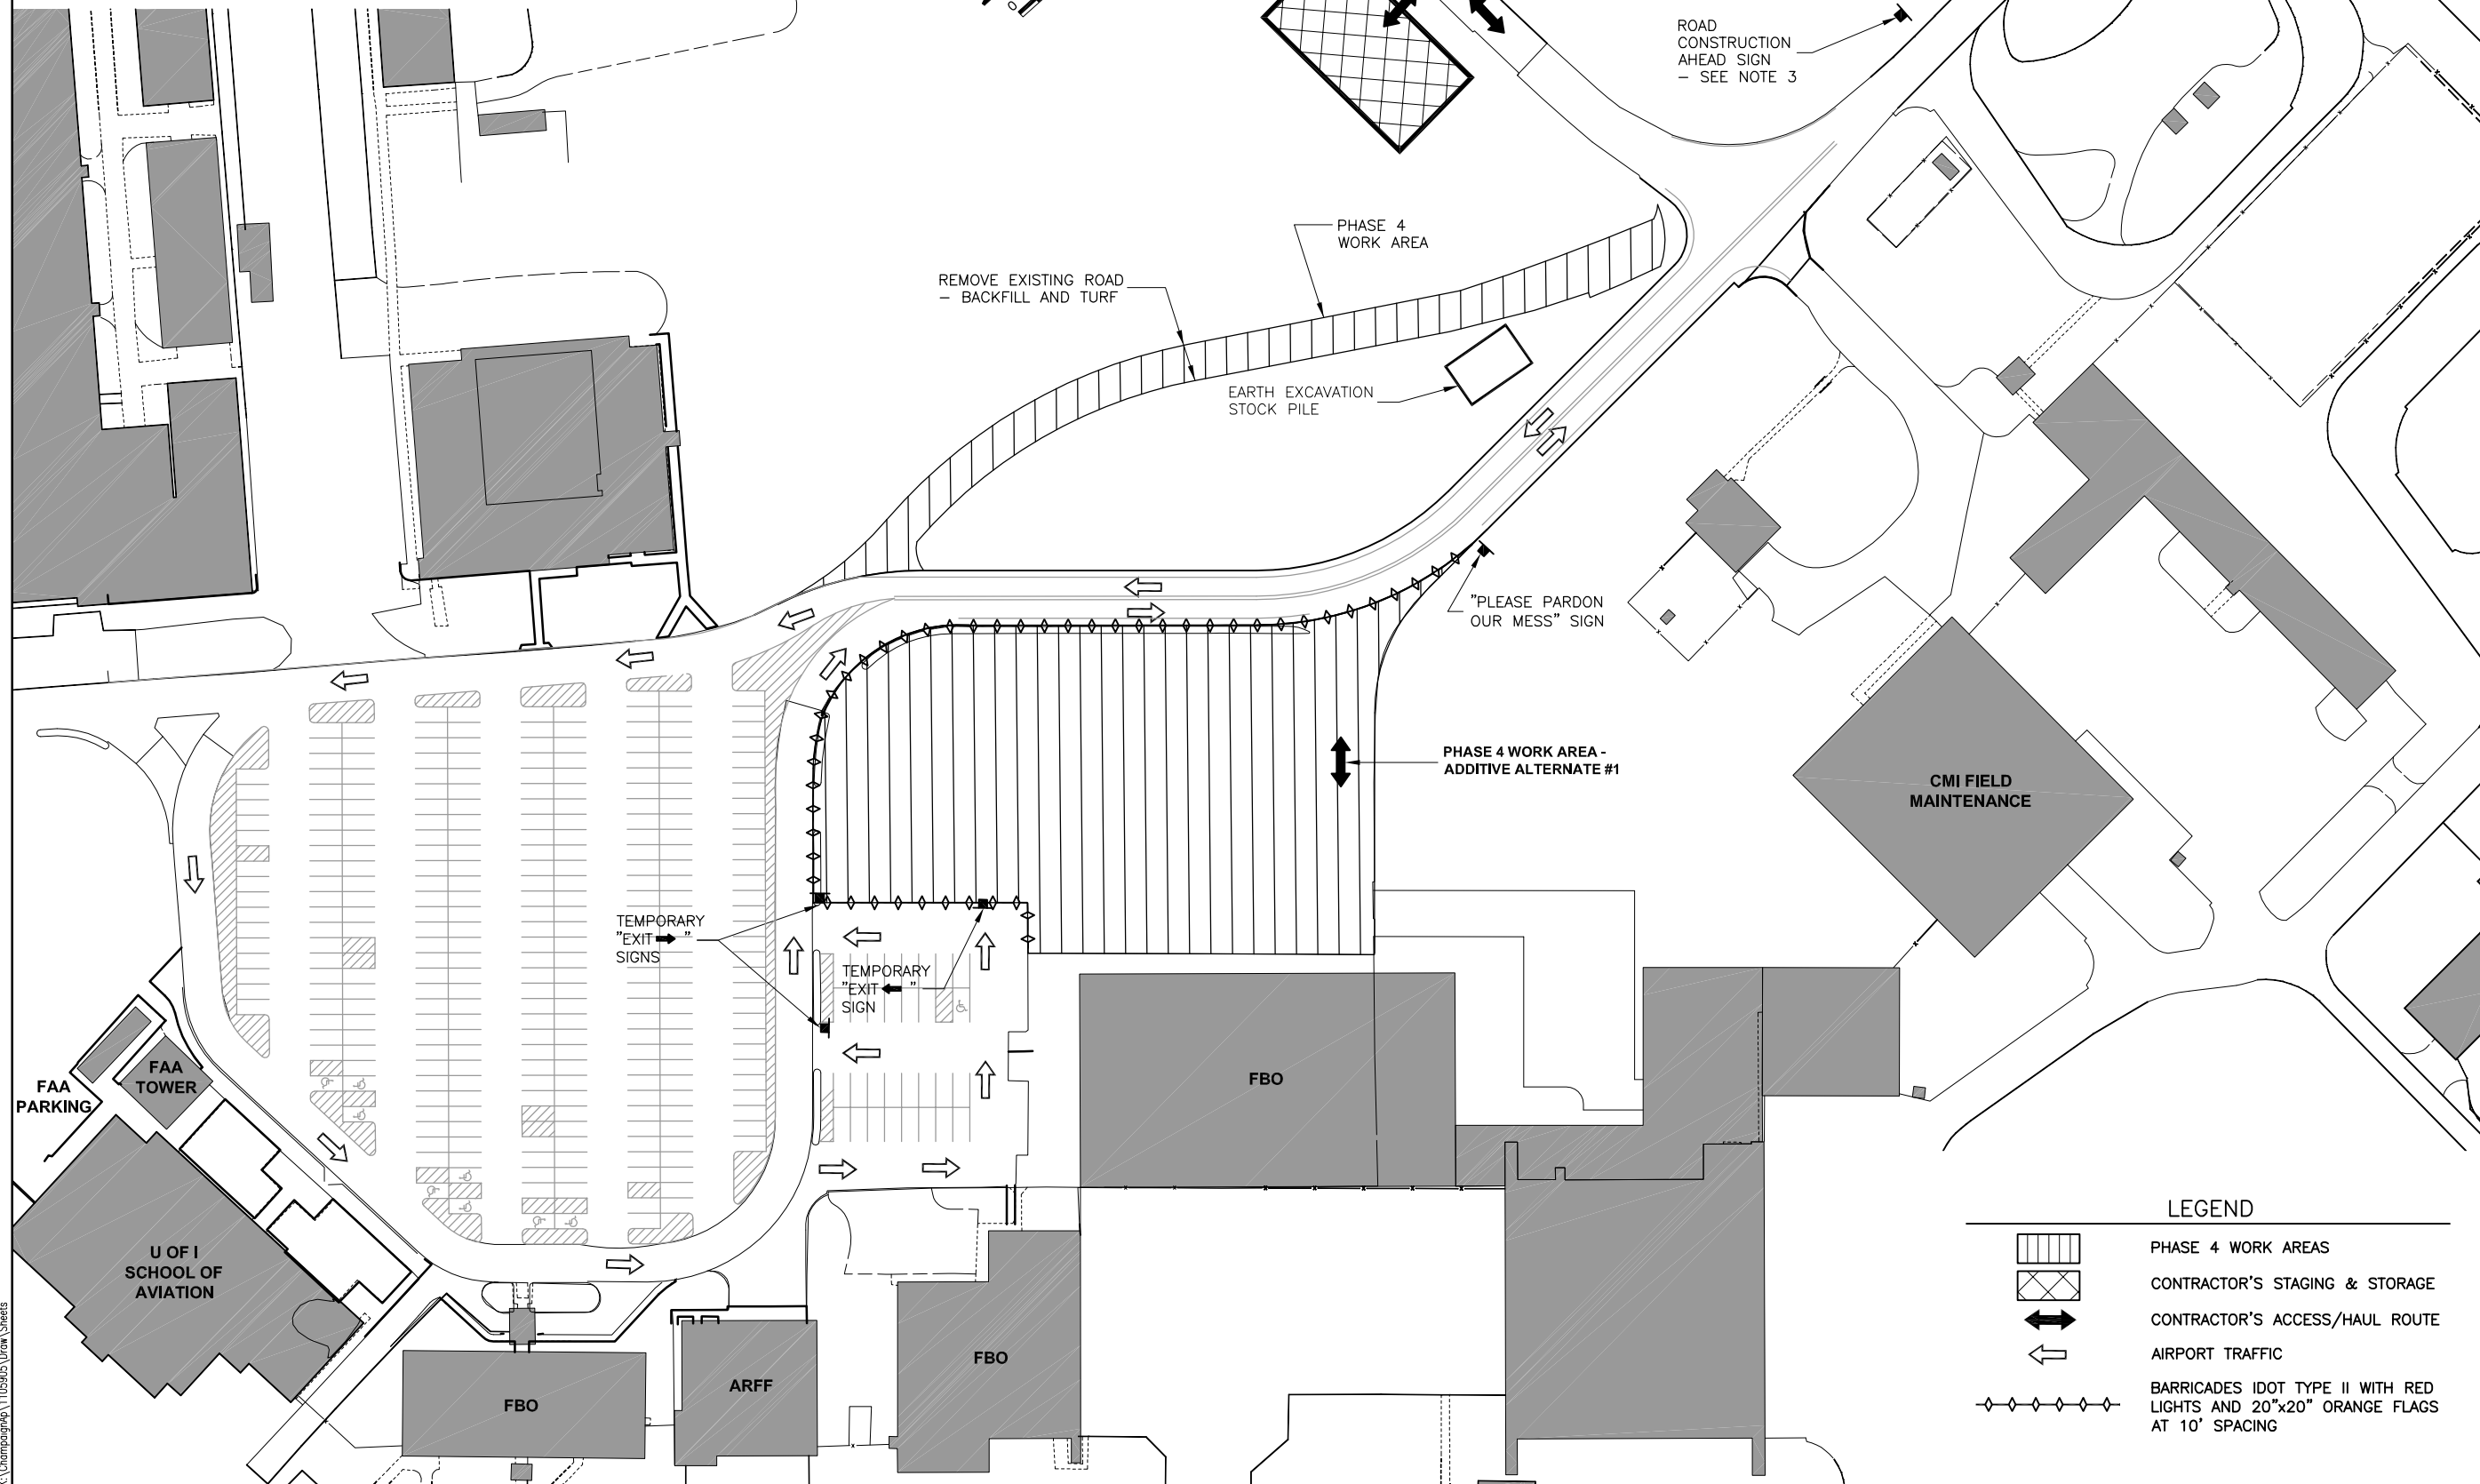 0
ROAD
CONSTRUCTION
AHEAD SIGN
– SEE NOTE 3
PHASE 4
WORK AREA
REMOVE EXISTING ROAD
– BACKFILL AND TURF
EARTH EXCAVATION
STOCK PILE
"PLEASE PARDON
OUR MESS" SIGN
PHASE 4 WORK AREA -
ADDITIVE ALTERNATE #1
CMI FIELD
MAINTENANCE
TEMPORARY
"EXIT "
SIGNS
TEMPORARY
"EXIT "
SIGN
FAA
TOWER
FAA
PARKING
FBO
U OF I
SCHOOL OF
AVIATION
FBO
ARFF
FBO
LEGEND
PHASE 4 WORK AREAS
CONTRACTOR'S STAGING & STORAGE
CONTRACTOR'S ACCESS/HAUL ROUTE
AIRPORT TRAFFIC
BARRICADES IDOT TYPE II WITH RED
LIGHTS AND 20"x20" ORANGE FLAGS
AT 10' SPACING